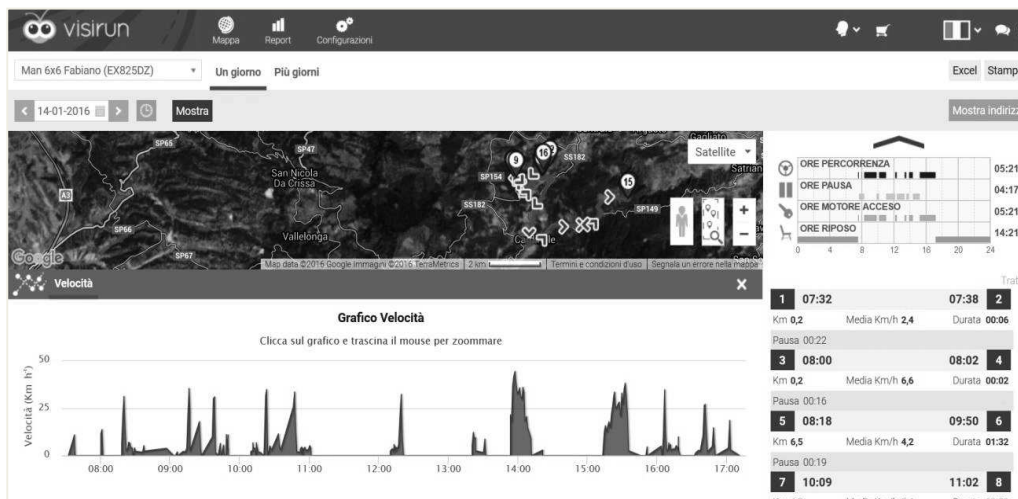 visirun
Mappa Report Configurazioni
Man 6x6 Fabiano (EX825DZ) Un giorno Più giorni Excel Stamp
14-01-2016 Mostra Mostra indiriz
SP65
SP47
San Nicola
Da Crissa
A3
SP66
Vallelonga
SP67
SP154
SS182
SS182
SP149
9
16
15
Satellite
Satrian
+
−
Google
Map data ©2016 Google immagini ©2016 TerraMetrics 2 km Termini e condizioni d'uso Segnala un errore nella mappa
ORE PERCORRENZA 05:21
ORE PAUSA 04:17
ORE MOTORE ACCESO 05:21
ORE RIPOSO 14:21
0 4 8 12 16 20 24
Velocità X
Grafico Velocità
Clicca sul grafico e trascina il mouse per zoommare
Velocità (Km h¹)
50
25
0
08:00 09:00 10:00 11:00 12:00 13:00 14:00 15:00 16:00 17:00
Trat
1 07:32 07:38 2
Km 0,2 Media Km/h 2,4 Durata 00:06
Pausa 00:22
3 08:00 08:02 4
Km 0,2 Media Km/h 6,6 Durata 00:02
Pausa 00:16
5 08:18 09:50 6
Km 6,5 Media Km/h 4,2 Durata 01:32
Pausa 00:19
7 10:09 11:02 8